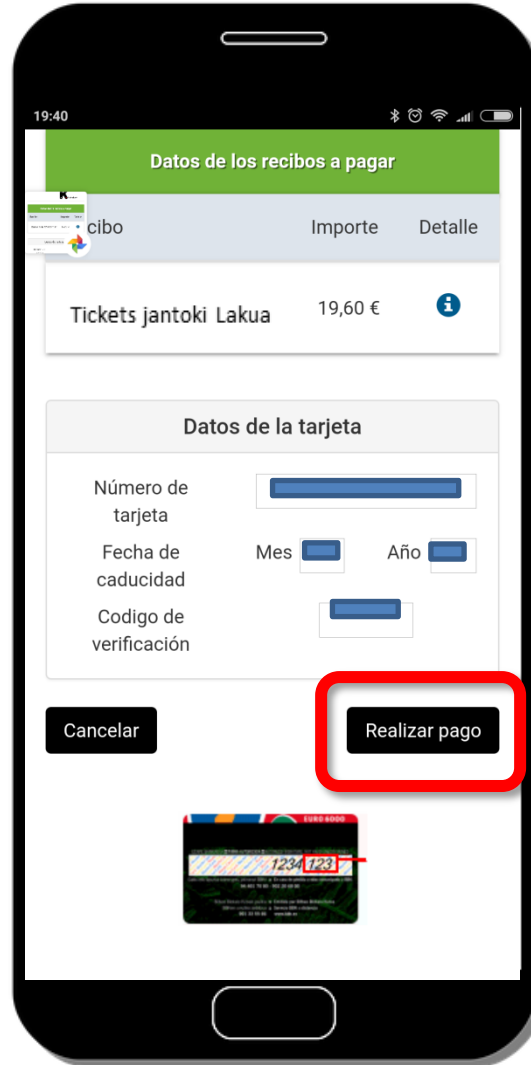 19:40
Datos de los recibos a pagar
cibo Importe Detalle
Tickets jantoki Lakua 19,60 €
Datos de la tarjeta
Número de
tarjeta
Fecha de Mes Año
caducidad
Codigo de
verificación
Cancelar Realizar pago
EURO 6000
1234 123